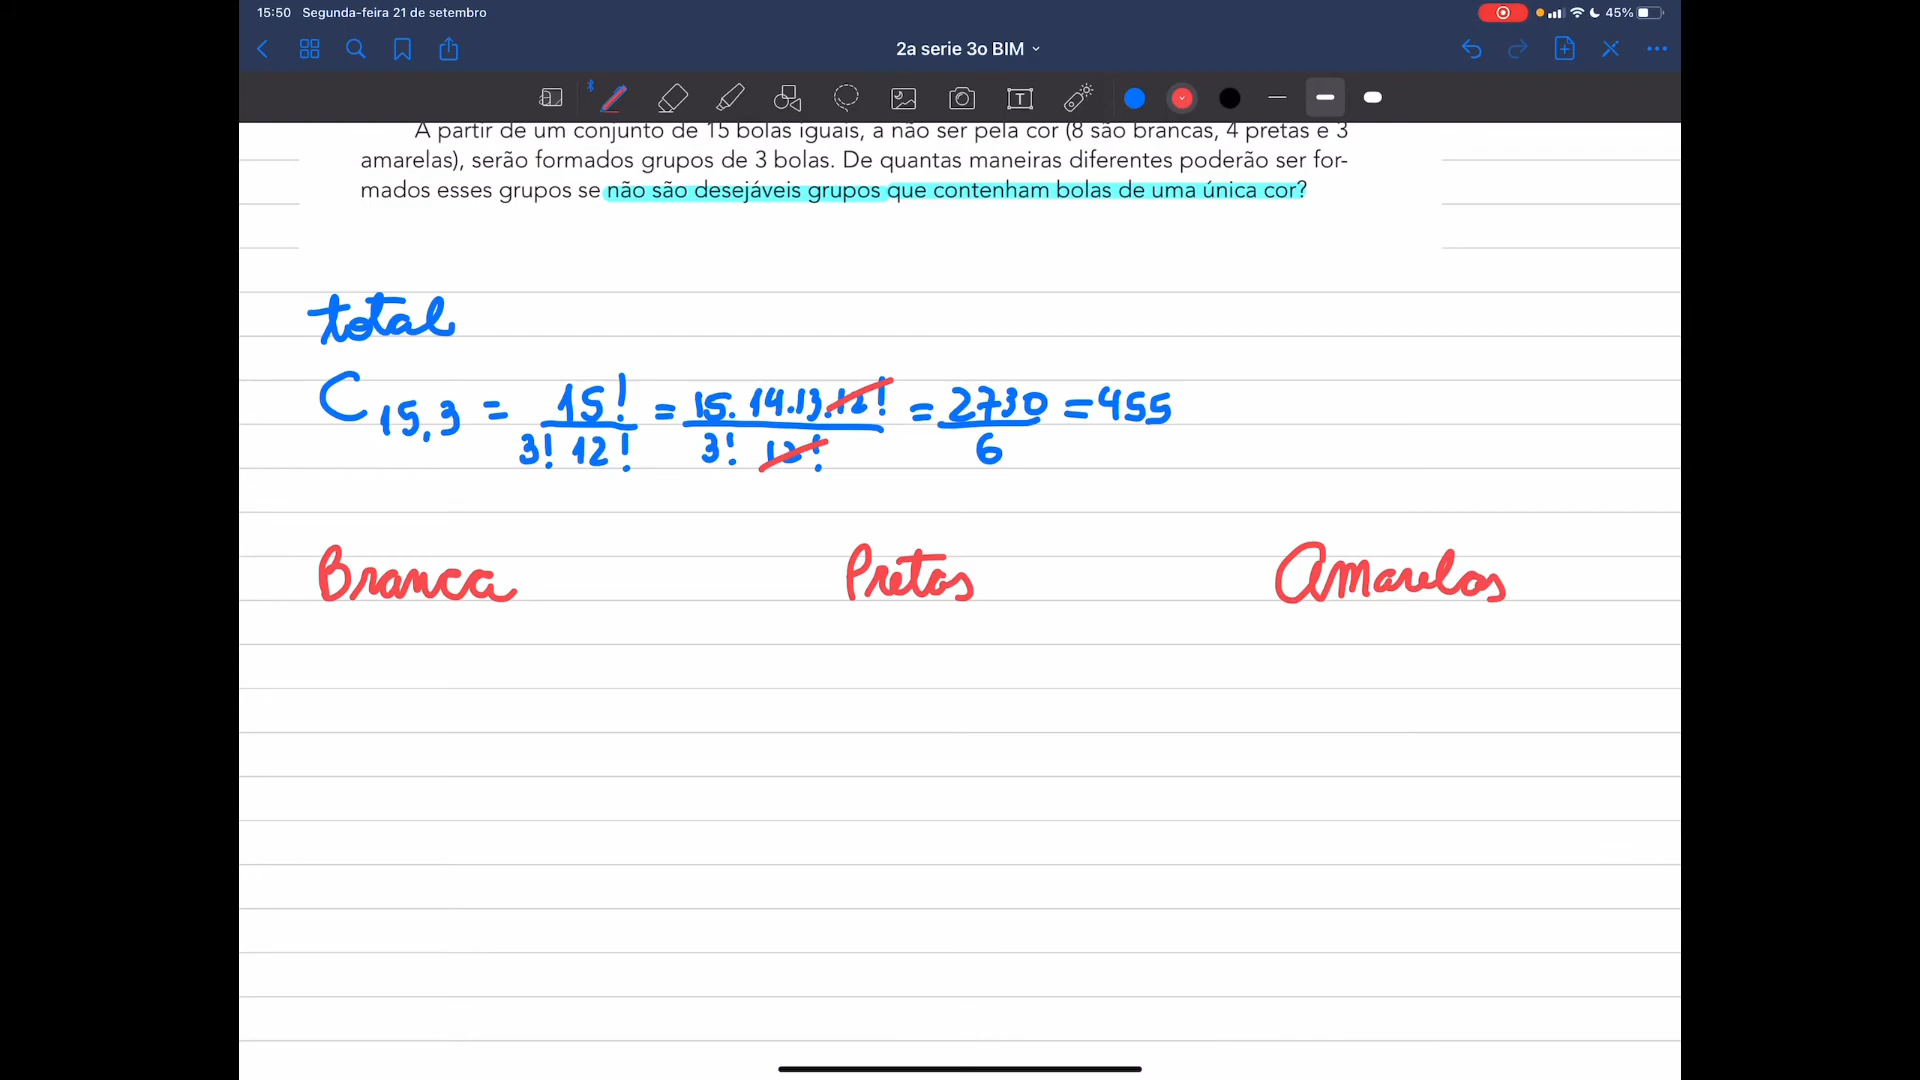 15:50 Segunda-feira 21 de setembro
45%
2a serie 3o BIM
A partir de um conjunto de 15 bolas iguais, a não ser pela cor (8 são brancas, 4 pretas e 3
amarelas), serão formados grupos de 3 bolas. De quantas maneiras diferentes poderão ser for-
mados esses grupos se não são desejáveis grupos que contenham bolas de uma única cor?
total
C 15,3 = 15! / 3! 12! = 15.14.13.12! / 3! 12! = 2730 / 6 = 455
Branca Pretas Amarelas